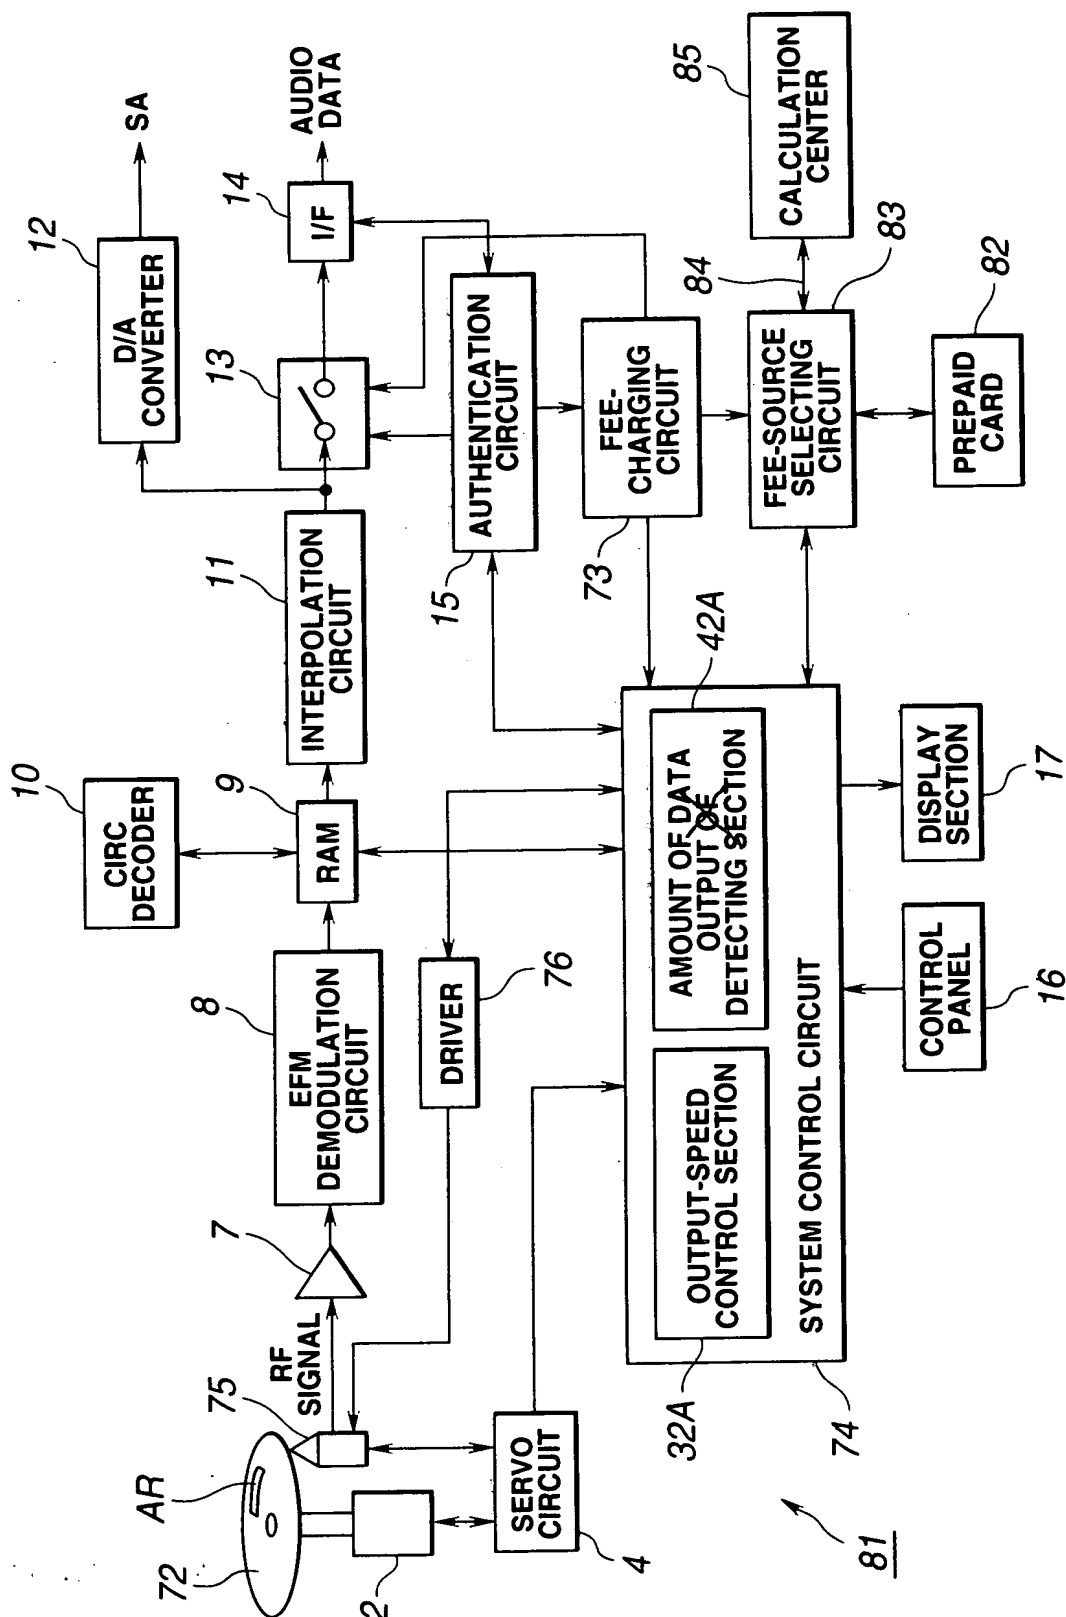 12
D/A
CONVERTER
SA
10
CIRC
DECODER
13
14
I/F
AUDIO
DATA
AR
72
75
RF
SIGNAL
7
8
EFM
DEMODULATION
CIRCUIT
9
RAM
11
INTERPOLATION
CIRCUIT
2
DRIVER
76
15
AUTHENTICATION
CIRCUIT
4
SERVO
CIRCUIT
73
FEE-
CHARGING
CIRCUIT
32A
OUTPUT-SPEED
CONTROL SECTION
42A
AMOUNT OF DATA
OUTPUT OF
DETECTING SECTION
74
SYSTEM CONTROL CIRCUIT
84
85
CALCULATION
CENTER
83
FEE-SOURCE
SELECTING
CIRCUIT
81
16
CONTROL
PANEL
17
DISPLAY
SECTION
82
PREPAID
CARD